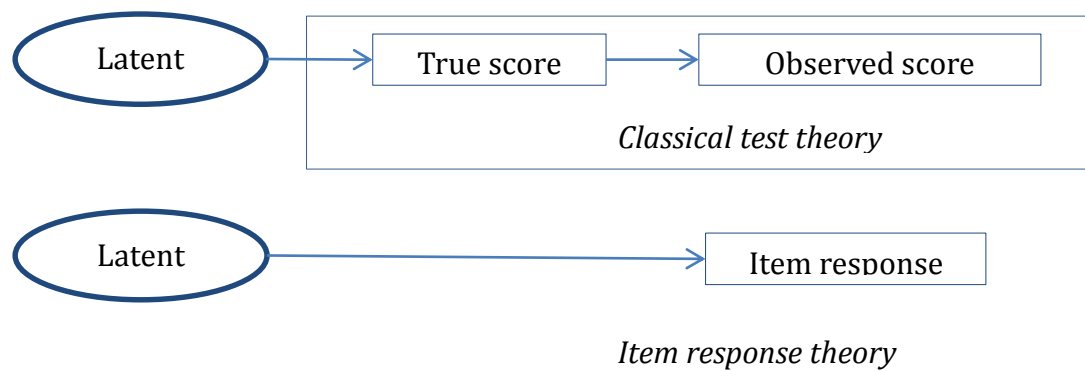 Latent
True score
Observed score
Classical test theory
Latent
Item response
Item response theory